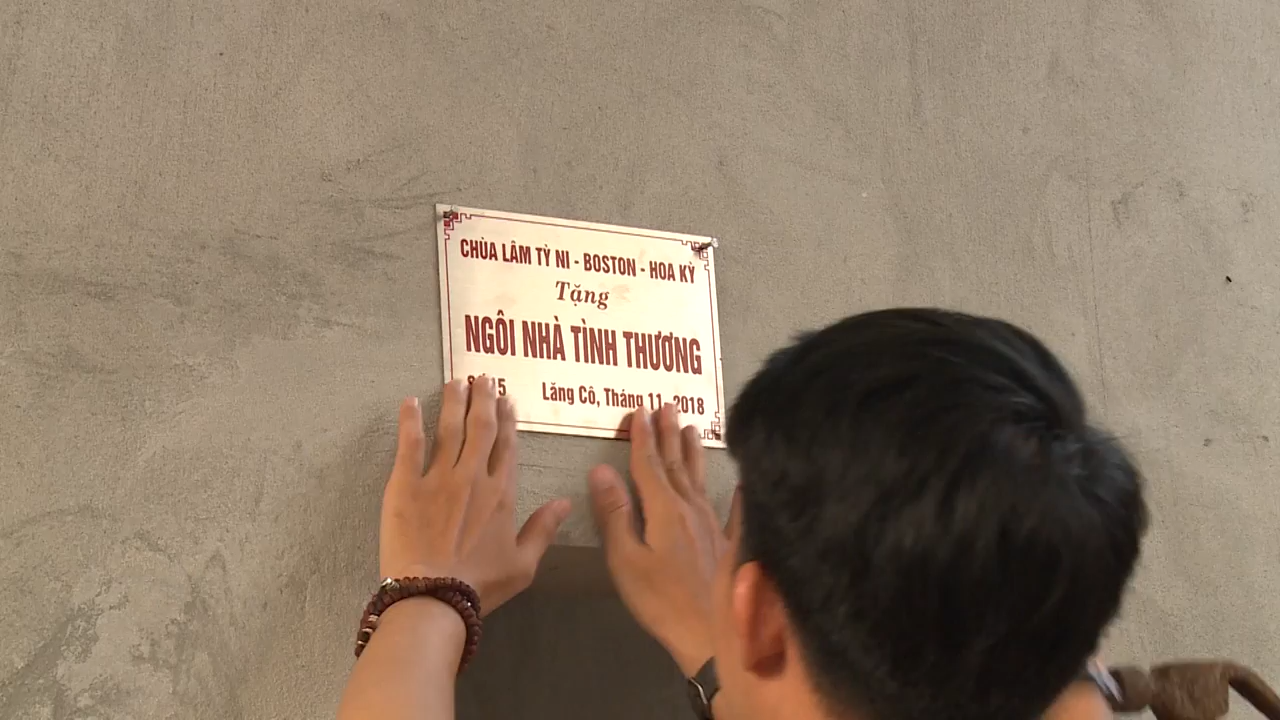 CHÙA LÂM TỲ NI - BOSTON - HOA KỲ
Tặng
NGÔI NHÀ TÌNH THƯƠNG
Lăng Cô, Tháng 11-2018